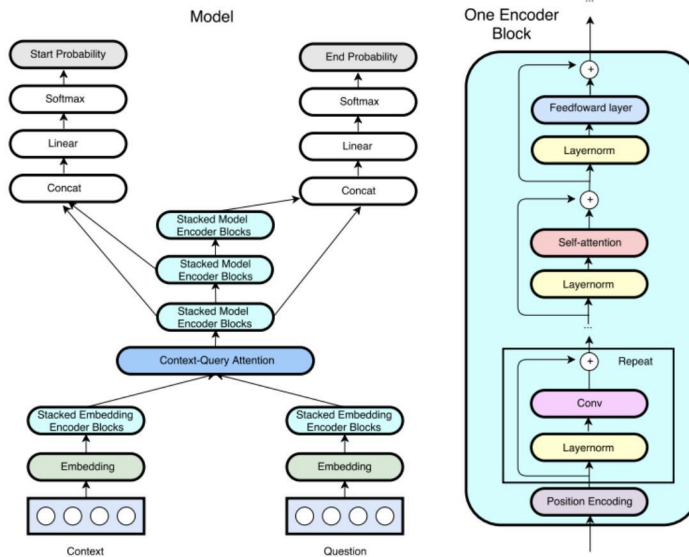 Model
Start Probability
Softmax
Linear
Concat
End Probability
Softmax
Linear
Concat
Stacked Model
Encoder Blocks
Stacked Model
Encoder Blocks
Stacked Model
Encoder Blocks
Context-Query Attention
Stacked Embedding
Encoder Blocks
Stacked Embedding
Encoder Blocks
Embedding
Embedding
Context
Question
One Encoder
Block
...
+
Feedfoward layer
Layernorm
+
Self-attention
Layernorm
...
+
Repeat
Conv
Layernorm
Position Encoding